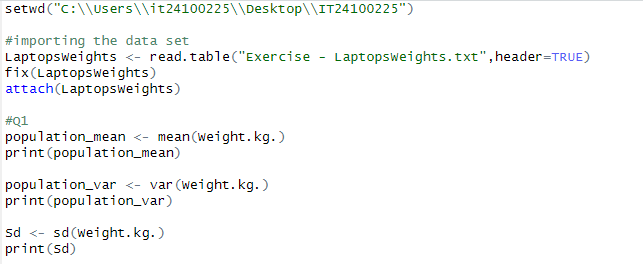 setwd("C:\\Users\\it24100225\\Desktop\\IT24100225")
#importing the data set
LaptopsWeights <- read.table("Exercise - LaptopsWeights.txt",header=TRUE)
fix(LaptopsWeights)
attach(LaptopsWeights)
#Q1
population_mean <- mean(Weight.kg.)
print(population_mean)
population_var <- var(Weight.kg.)
print(population_var)
Sd <- sd(Weight.kg.)
print(Sd)